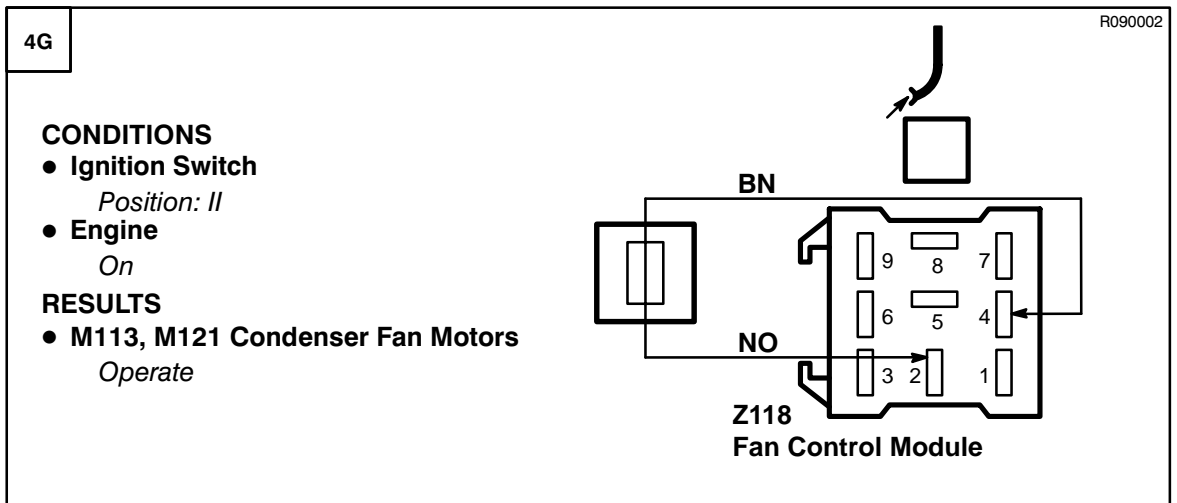 4G
R090002
CONDITIONS
● Ignition Switch
Position: II
● Engine
On
RESULTS
● M113, M121 Condenser Fan Motors
Operate
BN
NO
9 8 7
6 5 4
3 2 1
Z118
Fan Control Module